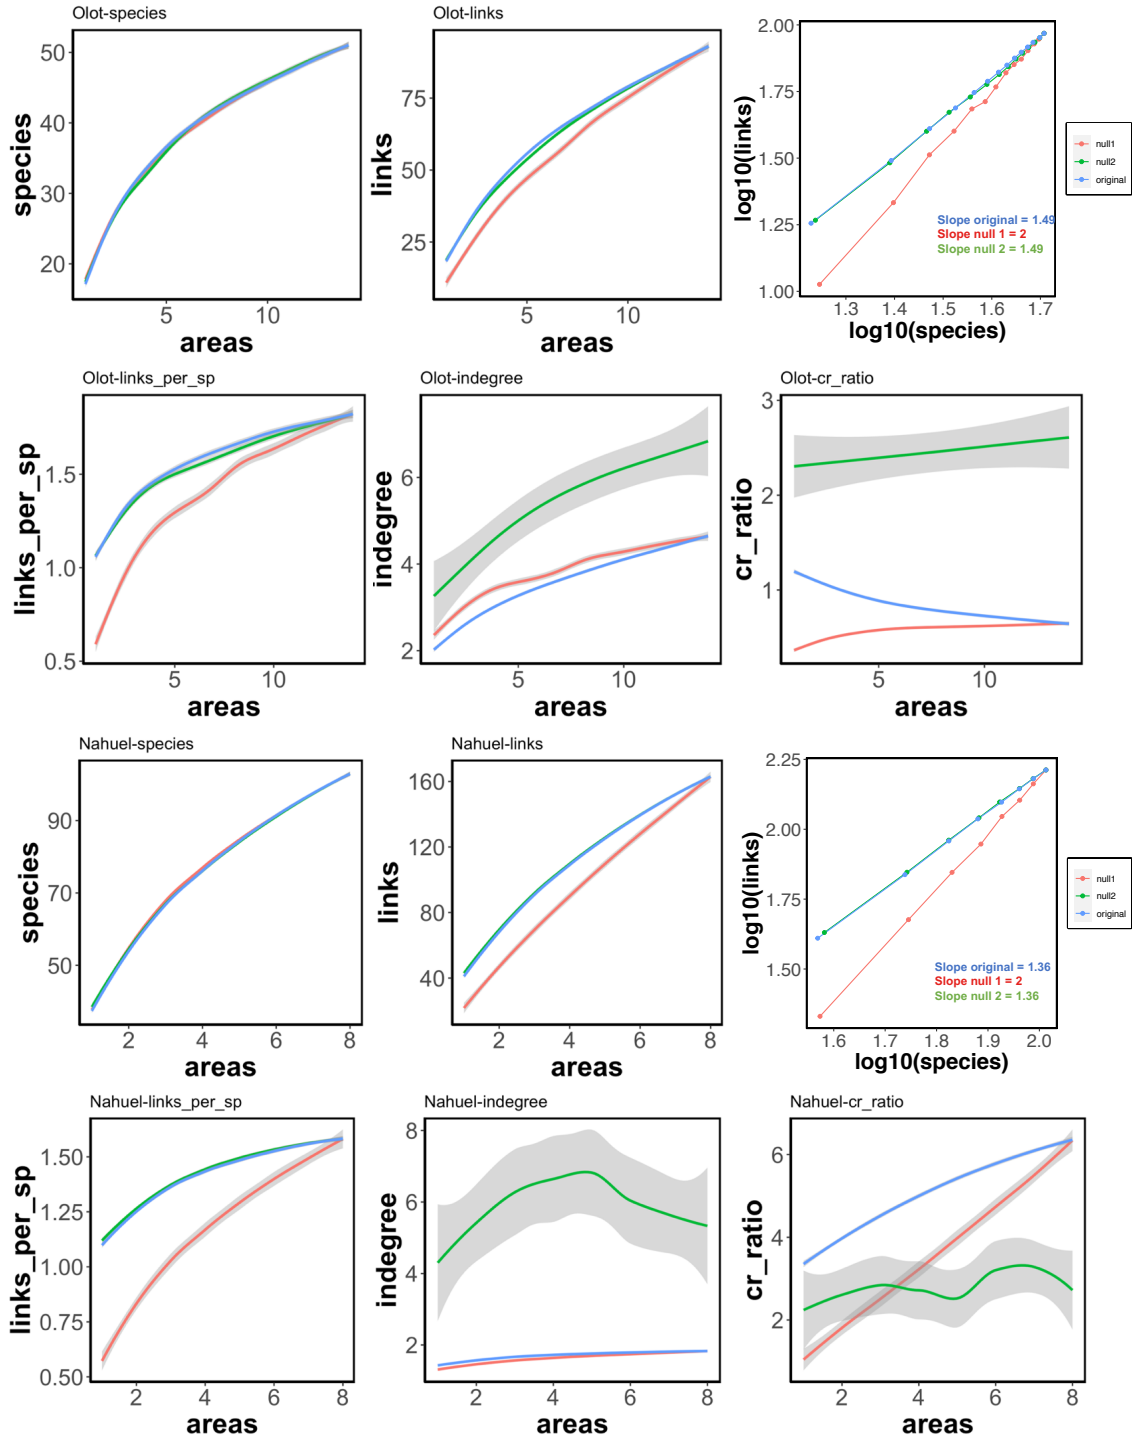 Olot-species
species
50
40
30
20
5
10
areas
Olot-links
links
75
50
25
5
10
areas
log10(links)
2.00
1.75
1.50
1.25
1.00
Slope original = 1.49
Slope null 1 = 2
Slope null 2 = 1.49
1.3
1.4
1.5
1.6
1.7
log10(species)
null1
null2
original
Olot-links_per_sp
links_per_sp
1.5
1.0
0.5
5
10
areas
Olot-indegree
indegree
6
4
2
5
10
areas
Olot-cr_ratio
cr_ratio
3
2
1
5
10
areas
Nahuel-species
species
90
70
50
2
4
6
8
areas
Nahuel-links
links
160
120
80
40
2
4
6
8
areas
log10(links)
2.25
2.00
1.75
1.50
Slope original = 1.36
Slope null 1 = 2
Slope null 2 = 1.36
1.6
1.7
1.8
1.9
2.0
log10(species)
null1
null2
original
Nahuel-links_per_sp
links_per_sp
1.50
1.25
1.00
0.75
0.50
2
4
6
8
areas
Nahuel-indegree
indegree
8
6
4
2
2
4
6
8
areas
Nahuel-cr_ratio
cr_ratio
6
4
2
2
4
6
8
areas